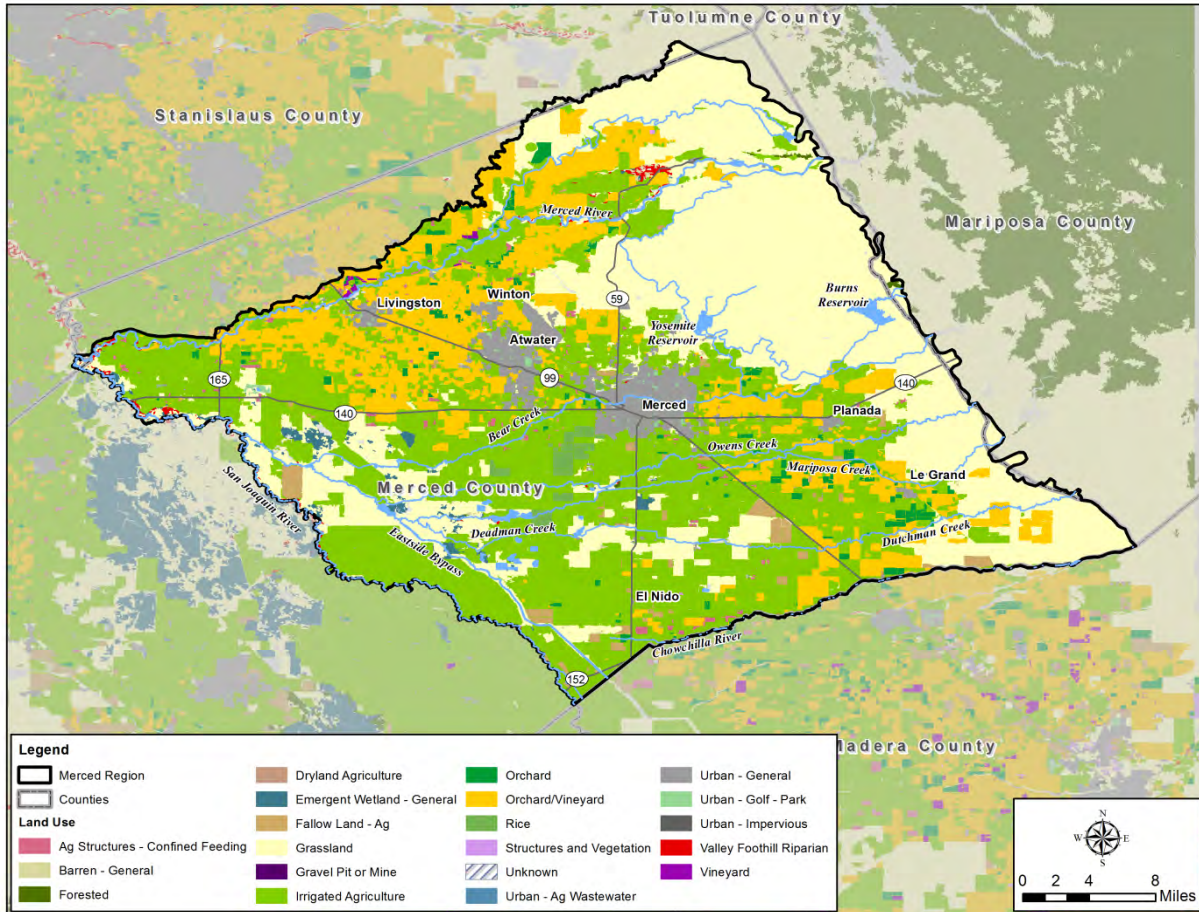 Tuolumne County
Stanislaus County
Mariposa County
Merced River
Burns
Reservoir
Livingston
Winton
59
Yosemite
Reservoir
Atwater
165
99
140
140
Merced
Planada
Bear Creek
Owens Creek
Mariposa Creek
Le Grand
San Joaquin River
Merced County
Deadman Creek
Dutchman Creek
Eastside Bypass
El Nido
Chowchilla River
152
Madera County
Legend
Merced Region
Counties
Land Use
Ag Structures - Confined Feeding
Barren - General
Forested
Dryland Agriculture
Emergent Wetland - General
Fallow Land - Ag
Grassland
Gravel Pit or Mine
Irrigated Agriculture
Orchard
Orchard/Vineyard
Rice
Structures and Vegetation
Unknown
Urban - Ag Wastewater
Urban - General
Urban - Golf - Park
Urban - Impervious
Valley Foothill Riparian
Vineyard
N
W E
S
0 2 4 8
Miles